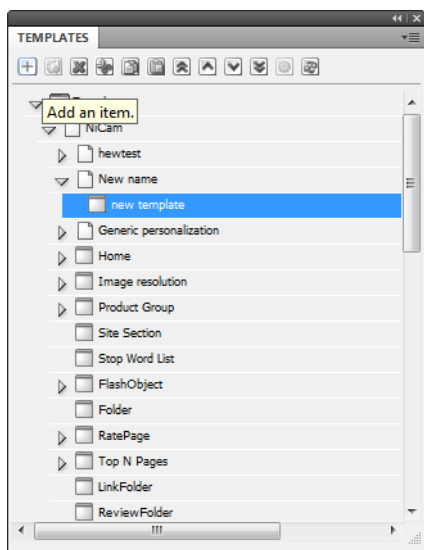 TEMPLATES
Add an item.
NiCam
hewtest
New name
new template
Generic personalization
Home
Image resolution
Product Group
Site Section
Stop Word List
FlashObject
Folder
RatePage
Top N Pages
LinkFolder
ReviewFolder